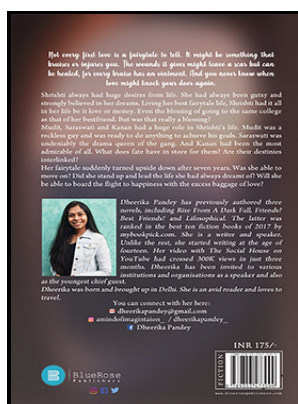 Not every first love is a fairytale to tell. It might be something that
bruises or injures you. The wounds it gives might leave a scar but can
be healed, for every bruise has an ointment. And you never know when
love might knock your door again.
Shrishti always had huge desires from life. She had always been gutsy and
strongly believed in her dreams. Living her best fairytale life, Shrishti had it all
in her life be it love or money. Even the blessing of going to the same college
as that of her bestfriend. But was that really a blessing?
Mudit, Saraswati and Kanan had a huge role in Shrishti's life. Mudit was a
reckless guy and was ready to do anything to achieve his goals. Saraswati was
undeniably the drama queen of the gang. And Kanan had been the most
admirable of all. What does fate have in store for them? Are their destinies
interlinked?
Her fairytale suddenly turned upside down after seven years. Was she able to
move on? Did she stand up and lead the life she had always dreamt of? Will she
be able to board the flight to happiness with the excess baggage of love?
Dheerika Pandey has previously authored three
novels, including Rise From A Dark Fall, Friends?
Best Friends? and Lifesophical. The latter was
ranked in the best ten fiction books of 2017 by
mybookpick.com. She is a writer and speaker.
Unlike the rest, she started writing at the age of
fourteen. Her video with The Social House on
YouTube had crossed 300K views in just three
months. Dheerika has been invited to various
institutions and organisations as a speaker and also
as the youngest chief guest.
Dheerika was born and brought up in Delhi. She is an avid reader and loves to
travel.
You can connect with her here:
dheerikapandey@gmail.com
amindofimagintaion_ / dheerikapandey_
Dheerika Pandey
INR 175/-
FICTION
B
BlueRose
Publishers